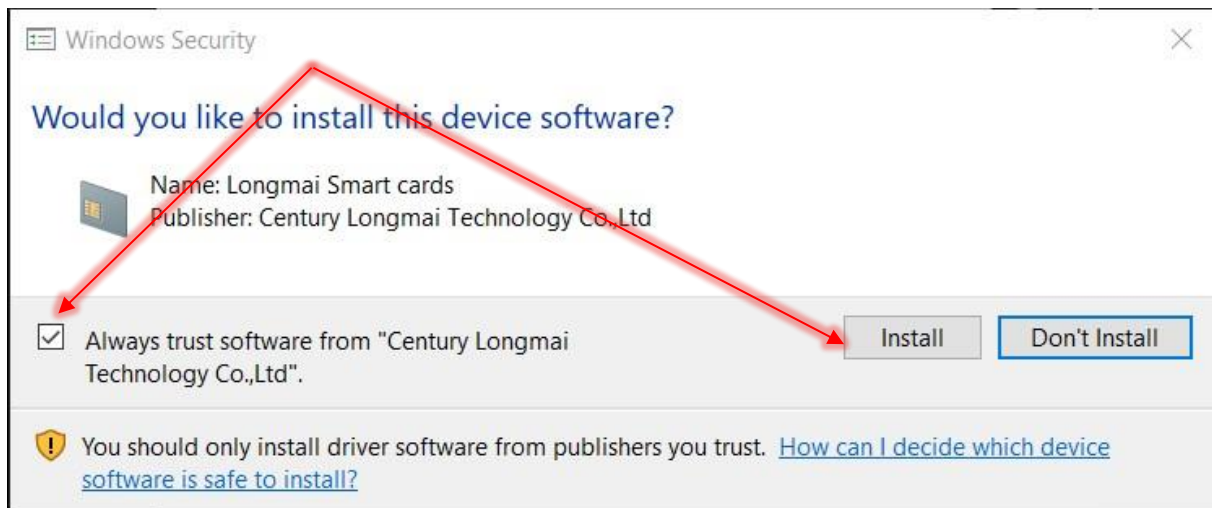 Windows Security
Would you like to install this device software?
Name: Longmai Smart cards
Publisher: Century Longmai Technology Co.,Ltd
Always trust software from "Century Longmai
Technology Co.,Ltd".
Install
Don't Install
You should only install driver software from publishers you trust. How can I decide which device
software is safe to install?